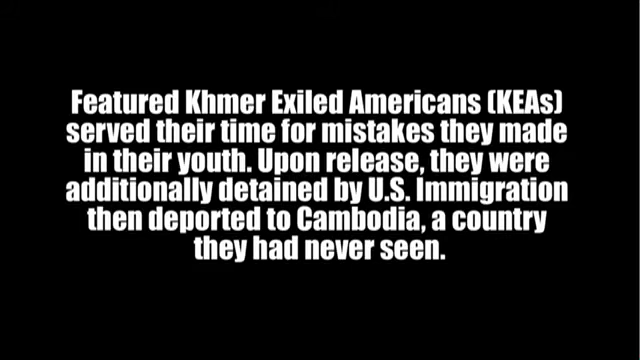 Featured Khmer Exiled Americans (KEAs)
served their time for mistakes they made
in their youth. Upon release, they were
additionally detained by U.S. Immigration
then deported to Cambodia, a country
they had never seen.